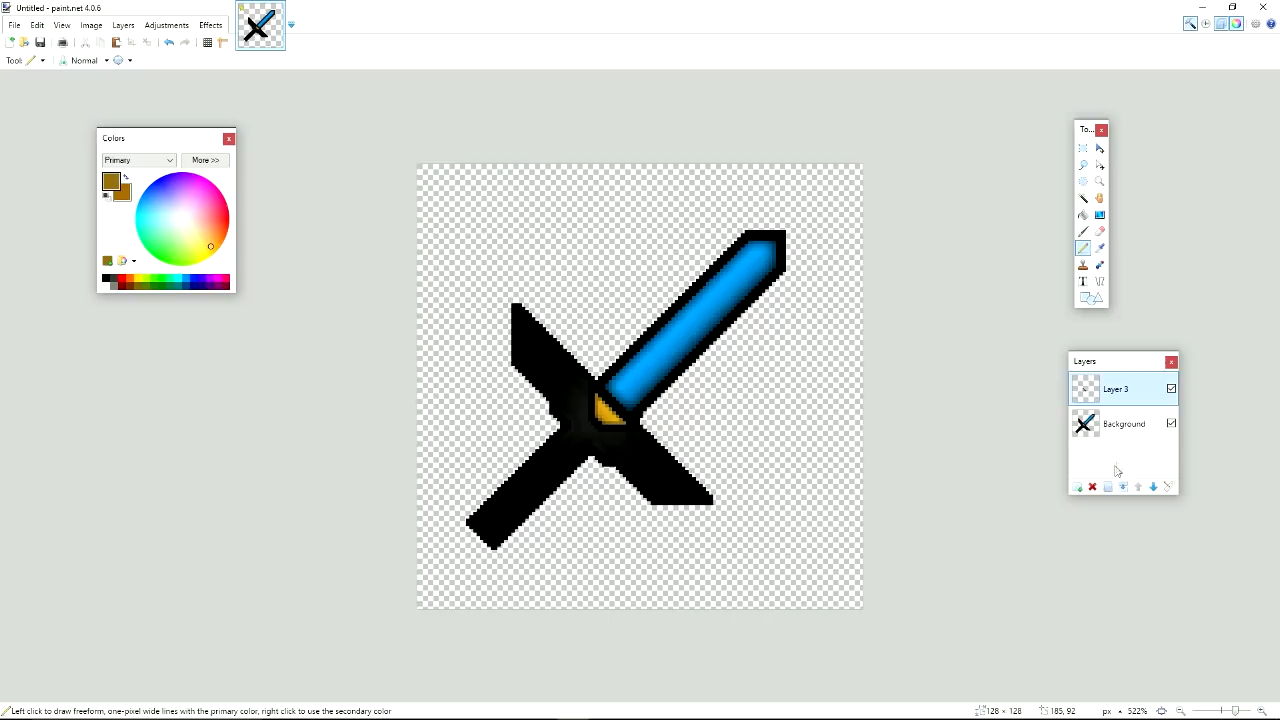 Untitled - paint.net 4.0.6
File Edit View Image Layers Adjustments Effects
Tool: Normal
Colors
Primary More >>
To...
Layers
Layer 3
Background
Left click to draw freeform, one-pixel wide lines with the primary color, right click to use the secondary color 128 × 128 185, 92 px 522%